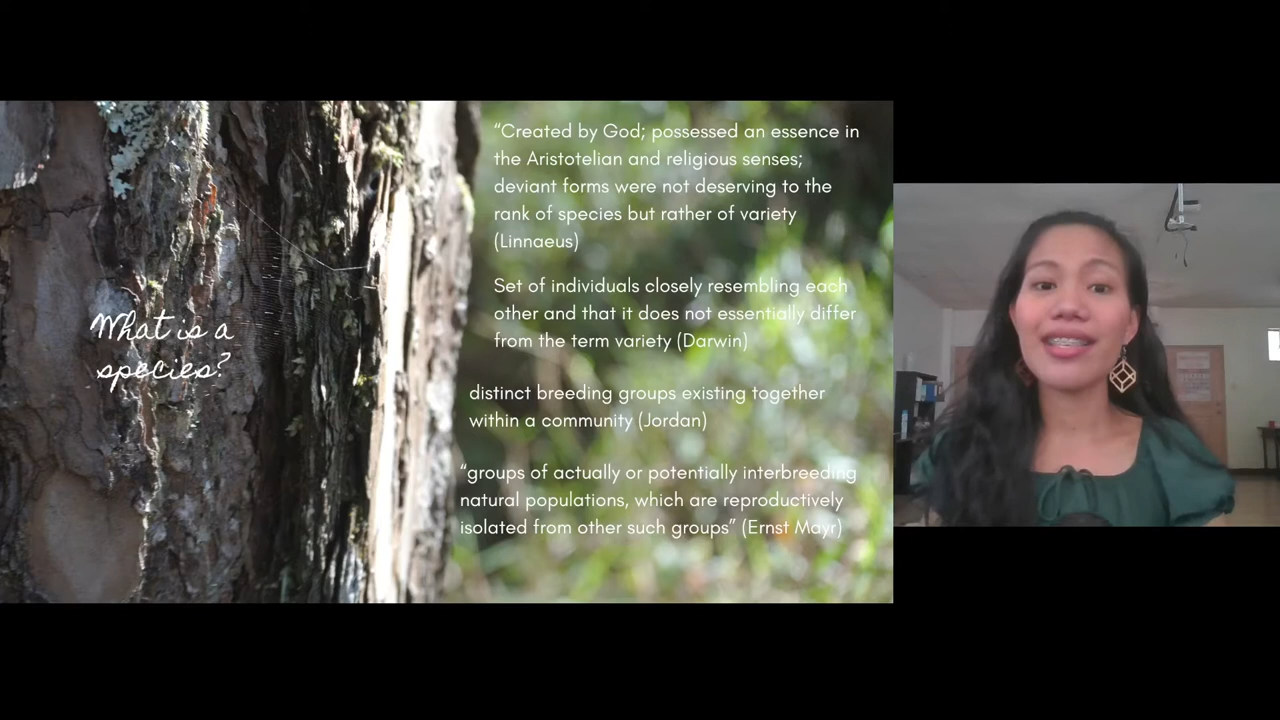 What is a
species?
“Created by God; possessed an essence in
the Aristotelian and religious senses;
deviant forms were not deserving to the
rank of species but rather of variety
(Linnaeus)
Set of individuals closely resembling each
other and that it does not essentially differ
from the term variety (Darwin)
distinct breeding groups existing together
within a community (Jordan)
“groups of actually or potentially interbreeding
natural populations, which are reproductively
isolated from other such groups” (Ernst Mayr)